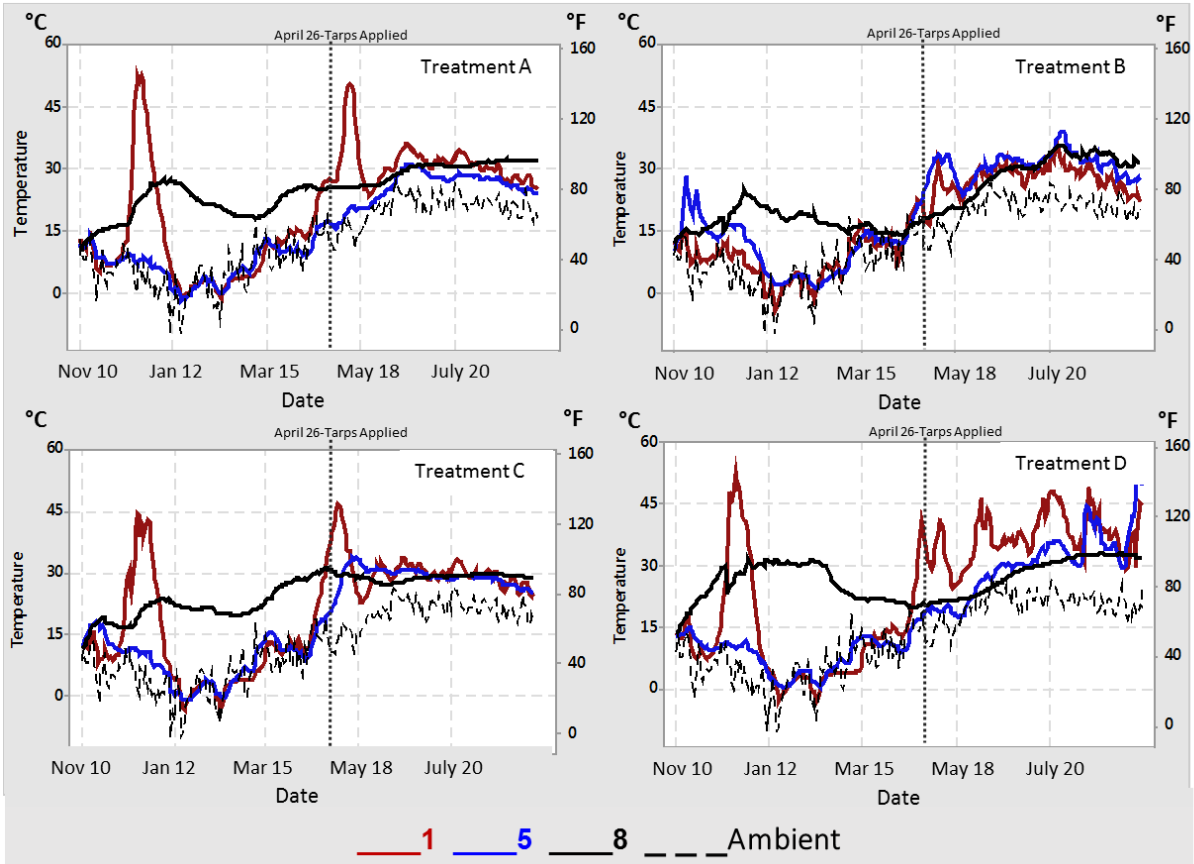 °C °F
April 26-Tarps Applied
Treatment A
60
45
30
15
0
160
120
80
40
0
Temperature
Nov 10 Jan 12 Mar 15 May 18 July 20
Date
°C °F
April 26-Tarps Applied
Treatment B
60
45
30
15
0
160
120
80
40
0
Temperature
Nov 10 Jan 12 Mar 15 May 18 July 20
Date
°C °F
April 26-Tarps Applied
Treatment C
60
45
30
15
0
160
120
80
40
0
Temperature
Nov 10 Jan 12 Mar 15 May 18 July 20
Date
°C °F
April 26-Tarps Applied
Treatment D
60
45
30
15
0
160
120
80
40
0
Temperature
Nov 10 Jan 12 Mar 15 May 18 July 20
Date
1 5 8 Ambient